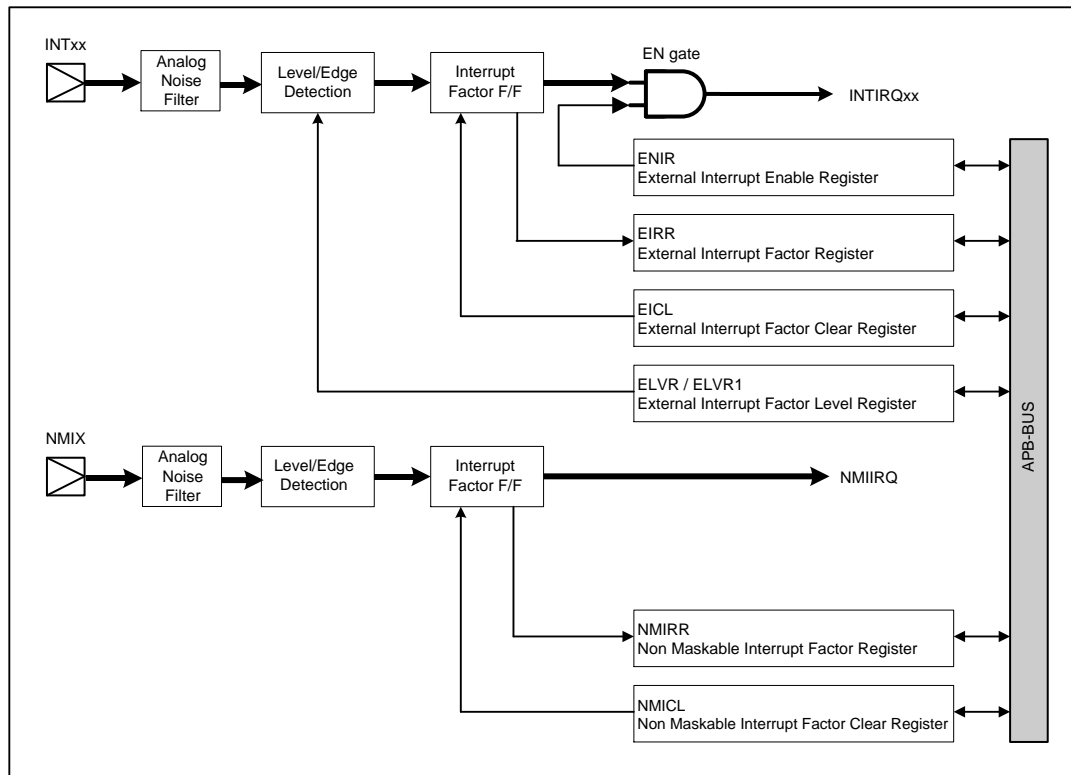 INTxx
Analog
Noise
Filter
Level/Edge
Detection
Interrupt
Factor F/F
EN gate
INTIRQxx
ENIR
External Interrupt Enable Register
EIRR
External Interrupt Factor Register
EICL
External Interrupt Factor Clear Register
ELVR / ELVR1
External Interrupt Factor Level Register
APB-BUS
NMIX
Analog
Noise
Filter
Level/Edge
Detection
Interrupt
Factor F/F
NMIIRQ
NMIRR
Non Maskable Interrupt Factor Register
NMICL
Non Maskable Interrupt Factor Clear Register